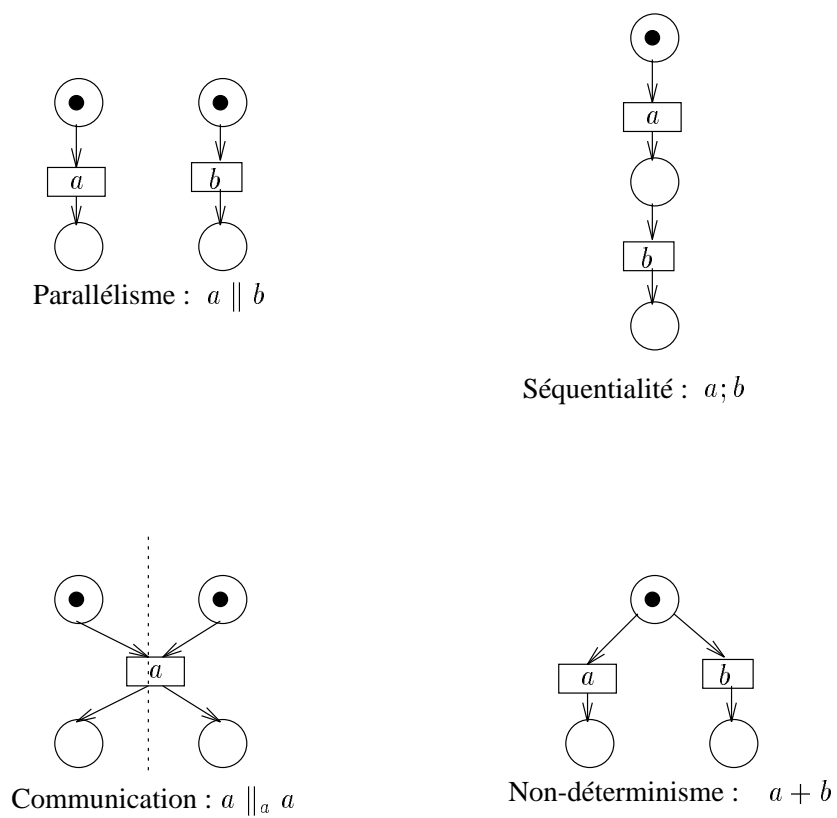 a
b
Parallélisme : a ∥ b
a
b
Séquentialité : a; b
a
Communication : a ∥ₐ a
a
b
Non-déterminisme : a + b